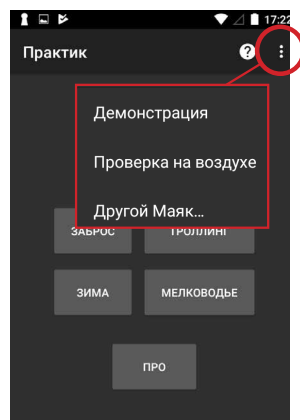 17:22
Практик
Демонстрация
Проверка на воздухе
Другой Маяк...
ЗАБРОС
ТРОЛЛИНГ
ЗИМА
МЕЛКОВОДЬЕ
ПРО